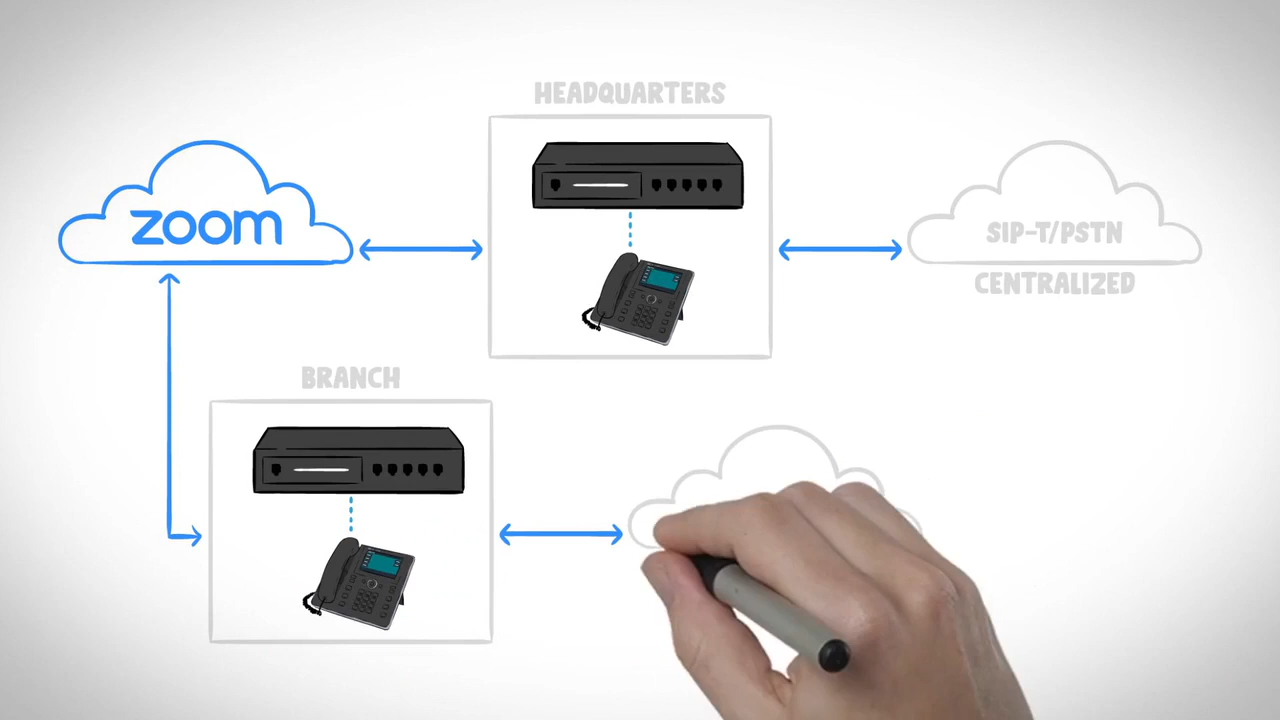 HEADQUARTERS
zoom
SIP-T/PSTN
CENTRALIZED
BRANCH